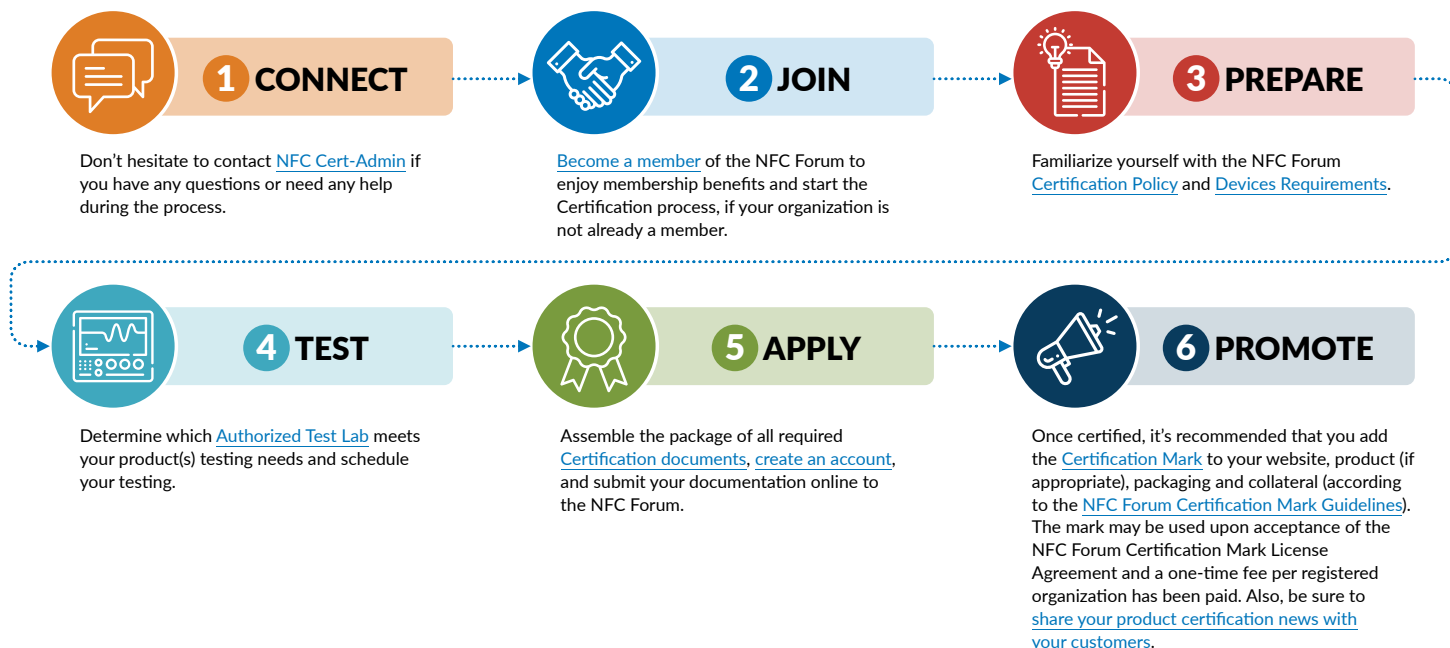 1 CONNECT
Don't hesitate to contact NFC Cert-Admin if
you have any questions or need any help
during the process.
2 JOIN
Become a member of the NFC Forum to
enjoy membership benefits and start the
Certification process, if your organization is
not already a member.
3 PREPARE
Familiarize yourself with the NFC Forum
Certification Policy and Devices Requirements.
4 TEST
Determine which Authorized Test Lab meets
your product(s) testing needs and schedule
your testing.
5 APPLY
Assemble the package of all required
Certification documents, create an account,
and submit your documentation online to
the NFC Forum.
6 PROMOTE
Once certified, it's recommended that you add
the Certification Mark to your website, product (if
appropriate), packaging and collateral (according
to the NFC Forum Certification Mark Guidelines).
The mark may be used upon acceptance of the
NFC Forum Certification Mark License
Agreement and a one-time fee per registered
organization has been paid. Also, be sure to
share your product certification news with
your customers.